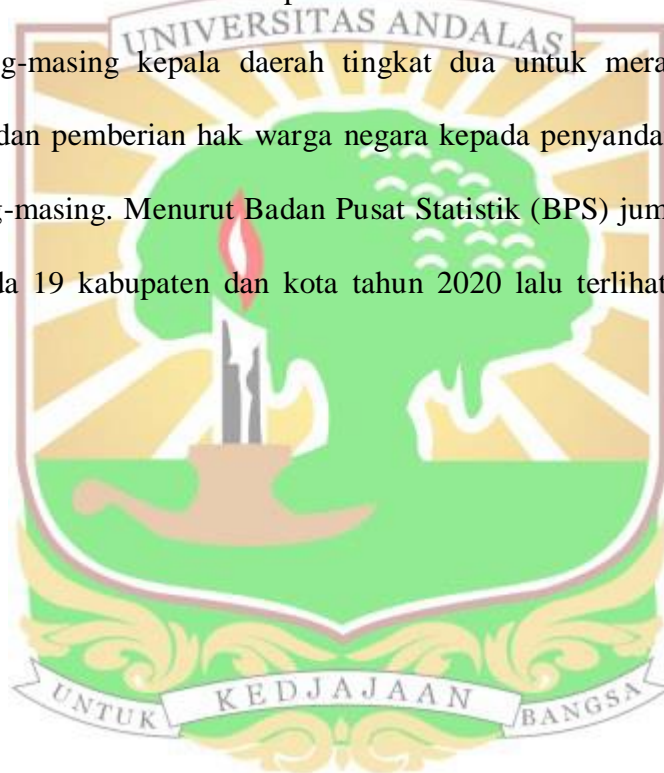 UNIVERSITAS ANDALAS
g-masing kepala daerah tingkat dua untuk mera
dan pemberian hak warga negara kepada penyanda
g-masing. Menurut Badan Pusat Statistik (BPS) jum
da 19 kabupaten dan kota tahun 2020 lalu terlihat
UNTUK KEDJAJAAN BANGSA